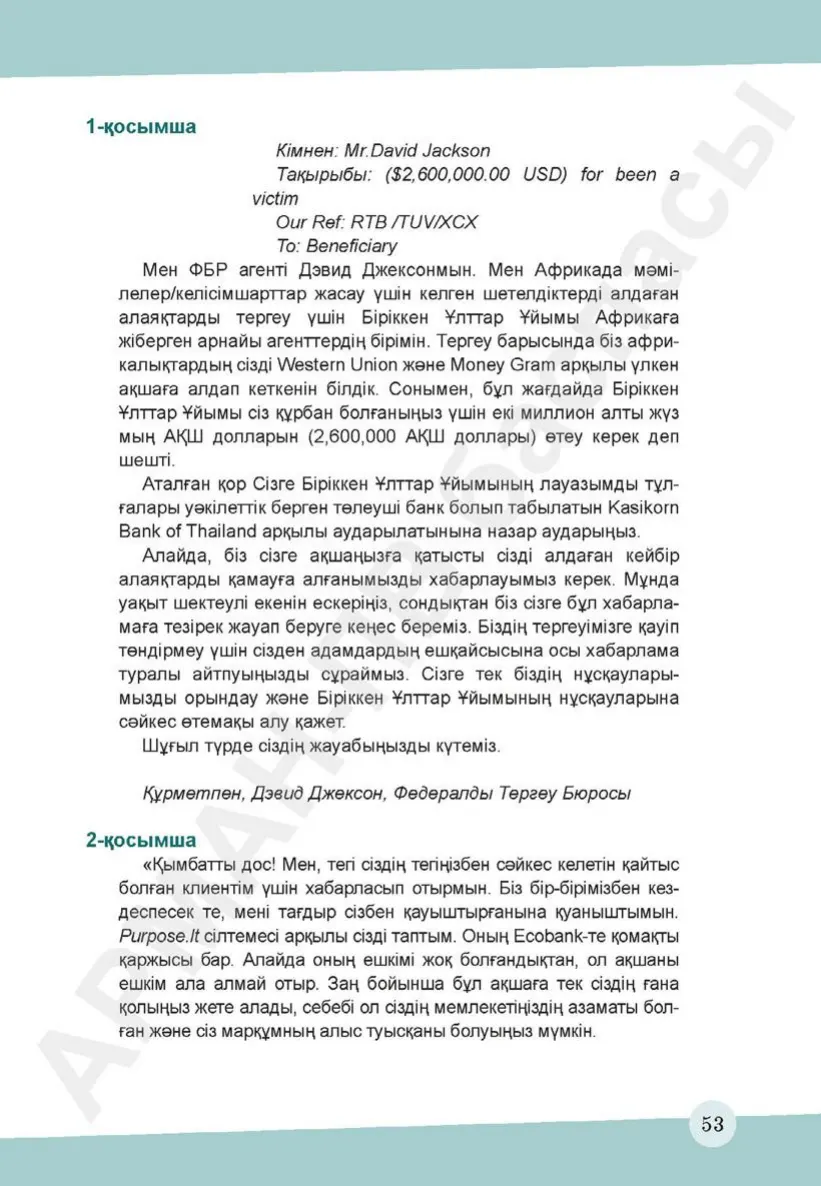 1-қосымша
Кімнен: Mr.David Jackson
Тақырыбы: ($2,600,000.00 USD) for been a
victim
Our Ref: RTB /TUV/XCX
To: Beneficiary
Мен ФБР агенті Дэвид Джексонмын. Мен Африкада мәмі-
лелер/келісімшарттар жасау үшін келген шетелдіктерді алдаған
алаяқтарды тергеу үшін Біріккен Ұлттар Ұйымы Африкаға
жіберген арнайы агенттердің бірімін. Тергеу барысында біз афри-
калықтардың сізді Western Union және Money Gram арқылы үлкен
ақшаға алдап кеткенін білдік. Сонымен, бұл жағдайда Біріккен
Ұлттар Ұйымы сіз құрбан болғаныңыз үшін екі миллион алты жүз
мың АҚШ долларын (2,600,000 АҚШ доллары) өтеу керек деп
шешті.
Аталған қор Сізге Біріккен Ұлттар Ұйымының лауазымды тұл-
ғалары уәкілеттік берген төлеуші банк болып табылатын Kasikorn
Bank of Thailand арқылы аударылатынына назар аударыңыз.
Алайда, біз сізге ақшаңызға қатысты сізді алдаған кейбір
алаяқтарды қамауға алғанымызды хабарлауымыз керек. Мұнда
уақыт шектеулі екенін ескеріңіз, сондықтан біз сізге бұл хабарла-
маға тезірек жауап беруге кеңес береміз. Біздің тергеуімізге қауіп
төндірмеу үшін сізден адамдардың ешқайсысына осы хабарлама
туралы айтпуыңызды сұраймыз. Сізге тек біздің нұсқаулары-
мызды орындау және Біріккен Ұлттар Ұйымының нұсқауларына
сәйкес өтемақы алу қажет.
Шұғыл түрде сіздің жауабыңызды күтеміз.
Құрметпен, Дэвид Джексон, Федералды Тергеу Бюросы
2-қосымша
«Қымбатты дос! Мен, тегі сіздің тегіңізбен сәйкес келетін қайтыс
болған клиентім үшін хабарласып отырмын. Біз бір-бірімізбен кез-
деспесек те, мені тағдыр сізбен қауыштырғанына қуаныштымын.
Purpose.It сілтемесі арқылы сізді таптым. Оның Ecobank-те қомақты
қаржысы бар. Алайда оның ешкімі жоқ болғандықтан, ол ақшаны
ешкім ала алмай отыр. Заң бойынша бұл ақшаға тек сіздің ғана
қолыңыз жете алады, себебі ол сіздің мемлекетіңіздің азаматы бол-
ған және сіз марқұмның алыс туысқаны болуыңыз мүмкін.
53
АРМАН-ПВ баспасы